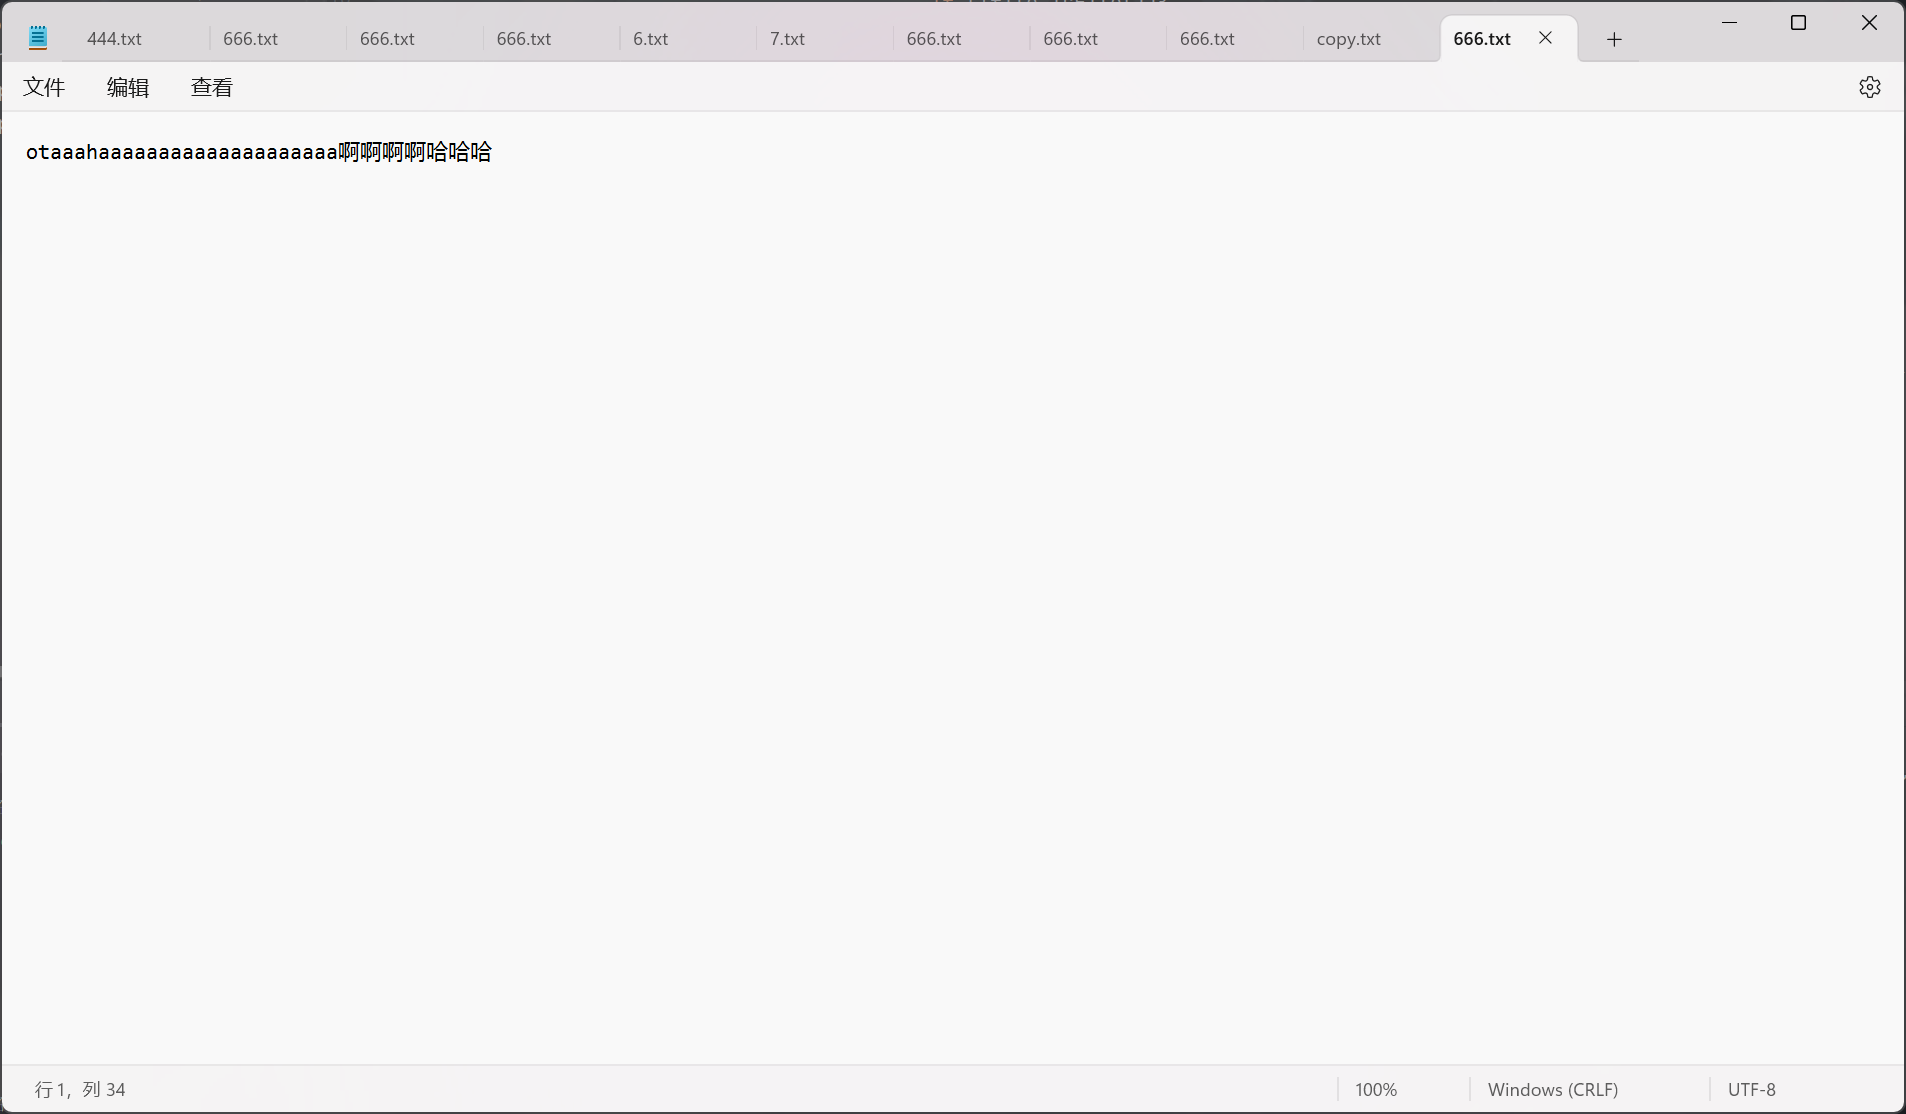 444.txt
666.txt
666.txt
666.txt
6.txt
7.txt
666.txt
666.txt
666.txt
copy.txt
666.txt
文件 编辑 查看
otaaahaaaaaaaaaaaaaaaaaaaa啊啊啊啊哈哈哈
行 1, 列 34
100%
Windows (CRLF)
UTF-8